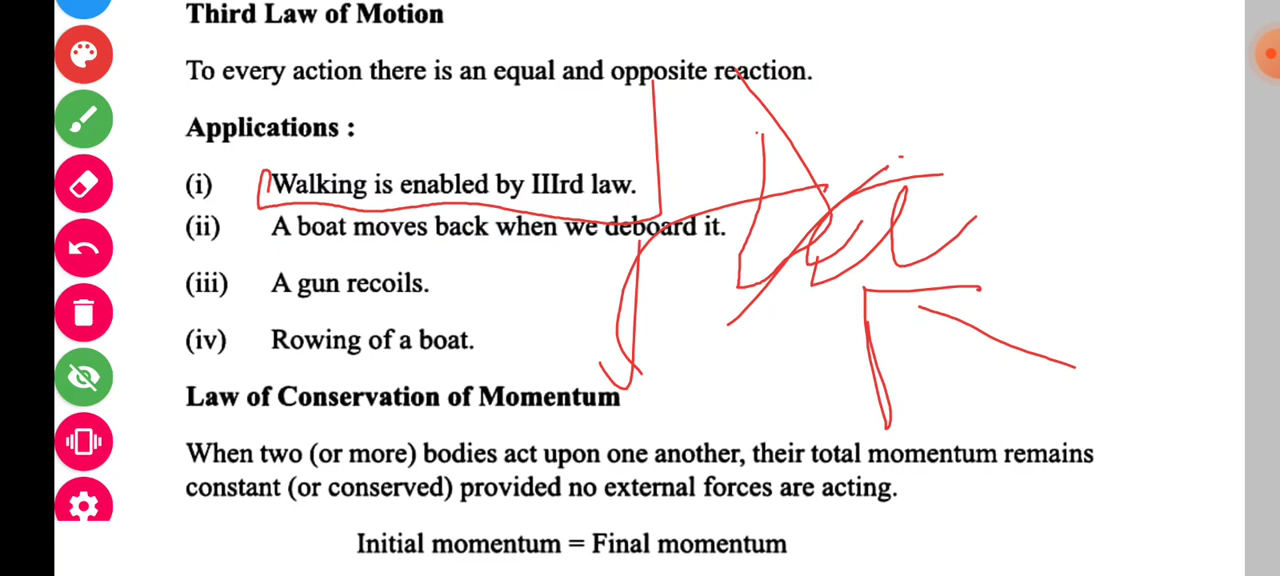 Third Law of Motion
To every action there is an equal and opposite reaction.
Applications :
(i) Walking is enabled by IIIrd law.
(ii) A boat moves back when we deboard it.
(iii) A gun recoils.
(iv) Rowing of a boat.
Law of Conservation of Momentum
When two (or more) bodies act upon one another, their total momentum remains
constant (or conserved) provided no external forces are acting.
Initial momentum = Final momentum